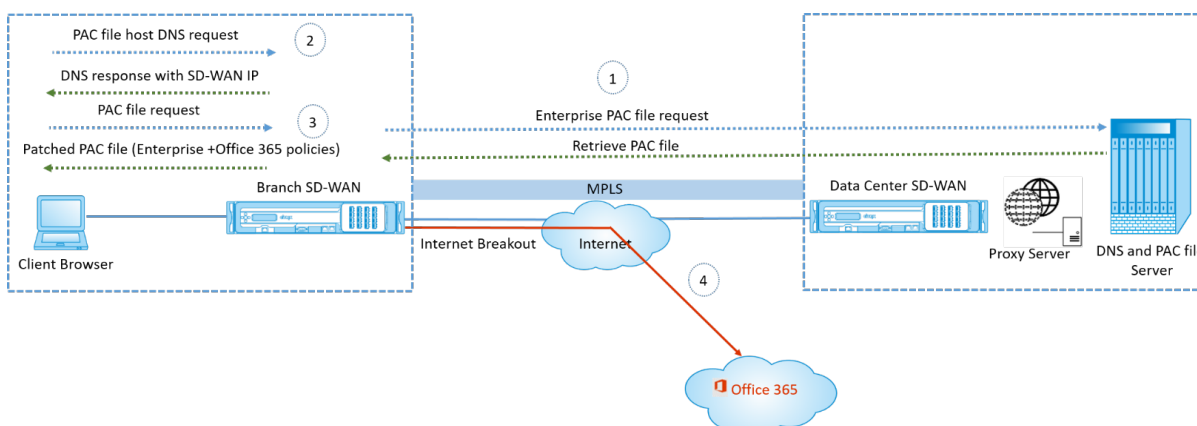 PAC file host DNS request
2
DNS response with SD-WAN IP
1
PAC file request
3
Enterprise PAC file request
Patched PAC file (Enterprise +Office 365 policies)
Retrieve PAC file
Branch SD-WAN
MPLS
Data Center SD-WAN
Internet Breakout
Internet
Client Browser
Proxy Server
DNS and PAC fil
Server
4
Office 365